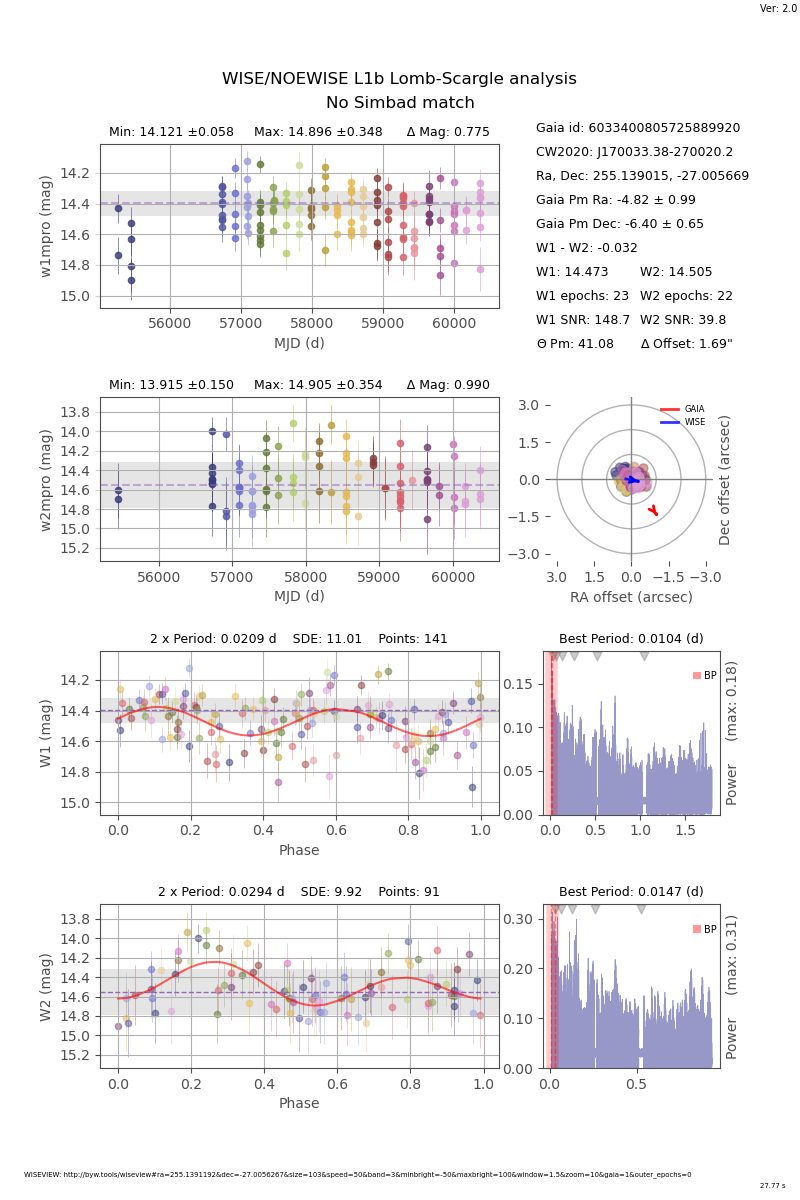 Ver: 2.0
WISE/NOEWISE L1b Lomb-Scargle analysis
No Simbad match
Min: 14.121 ±0.058 Max: 14.896 ±0.348 Δ Mag: 0.775
14.2
14.4
14.6
14.8
15.0
w1mpro (mag)
56000 57000 58000 59000 60000
MJD (d)
Gaia id: 6033400805725889920
CW2020: J170033.38-270020.2
Ra, Dec: 255.139015, -27.005669
Gaia Pm Ra: -4.82 ± 0.99
Gaia Pm Dec: -6.40 ± 0.65
W1 - W2: -0.032
W1: 14.473 W2: 14.505
W1 epochs: 23 W2 epochs: 22
W1 SNR: 148.7 W2 SNR: 39.8
Θ Pm: 41.08 Δ Offset: 1.69"
Min: 13.915 ±0.150 Max: 14.905 ±0.354 Δ Mag: 0.990
13.8
14.0
14.2
14.4
14.6
14.8
15.0
15.2
w2mpro (mag)
56000 57000 58000 59000 60000
MJD (d)
GAIA
WISE
3.0
1.5
0.0
−1.5
−3.0
Dec offset (arcsec)
3.0 1.5 0.0 −1.5 −3.0
RA offset (arcsec)
2 x Period: 0.0209 d SDE: 11.01 Points: 141
14.2
14.4
14.6
14.8
15.0
W1 (mag)
0.0 0.2 0.4 0.6 0.8 1.0
Phase
Best Period: 0.0104 (d)
BP
0.15
0.10
0.05
0.00
Power (max: 0.18)
0.0 0.5 1.0 1.5
2 x Period: 0.0294 d SDE: 9.92 Points: 91
13.8
14.0
14.2
14.4
14.6
14.8
15.0
15.2
W2 (mag)
0.0 0.2 0.4 0.6 0.8 1.0
Phase
Best Period: 0.0147 (d)
BP
0.30
0.20
0.10
0.00
Power (max: 0.31)
0.0 0.5
WISEVIEW: http://byw.tools/wiseview#ra=255.1391192&dec=-27.0056267&size=103&speed=50&band=3&minbright=-50&maxbright=100&window=1.5&zoom=10&gaia=1&outer_epochs=0
27.77 s